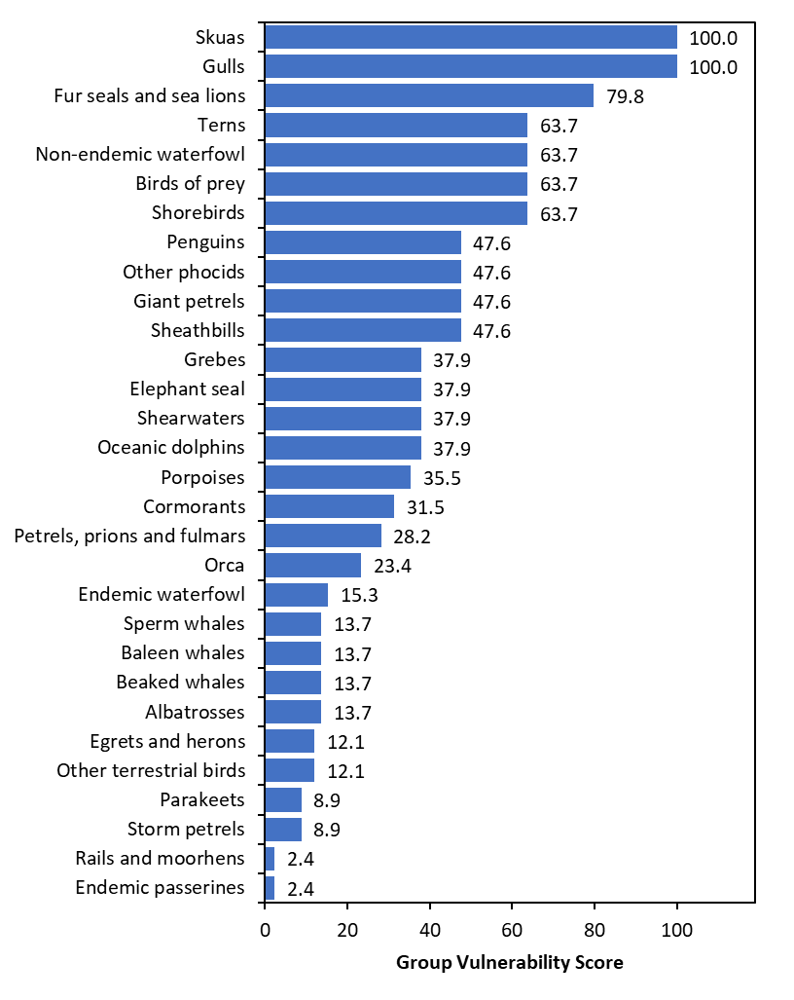 Skuas 100.0
Gulls 100.0
Fur seals and sea lions 79.8
Terns 63.7
Non-endemic waterfowl 63.7
Birds of prey 63.7
Shorebirds 63.7
Penguins 47.6
Other phocids 47.6
Giant petrels 47.6
Sheathbills 47.6
Grebes 37.9
Elephant seal 37.9
Shearwaters 37.9
Oceanic dolphins 37.9
Porpoises 35.5
Cormorants 31.5
Petrels, prions and fulmars 28.2
Orca 23.4
Endemic waterfowl 15.3
Sperm whales 13.7
Baleen whales 13.7
Beaked whales 13.7
Albatrosses 13.7
Egrets and herons 12.1
Other terrestrial birds 12.1
Parakeets 8.9
Storm petrels 8.9
Rails and moorhens 2.4
Endemic passerines 2.4
0 20 40 60 80 100
Group Vulnerability Score